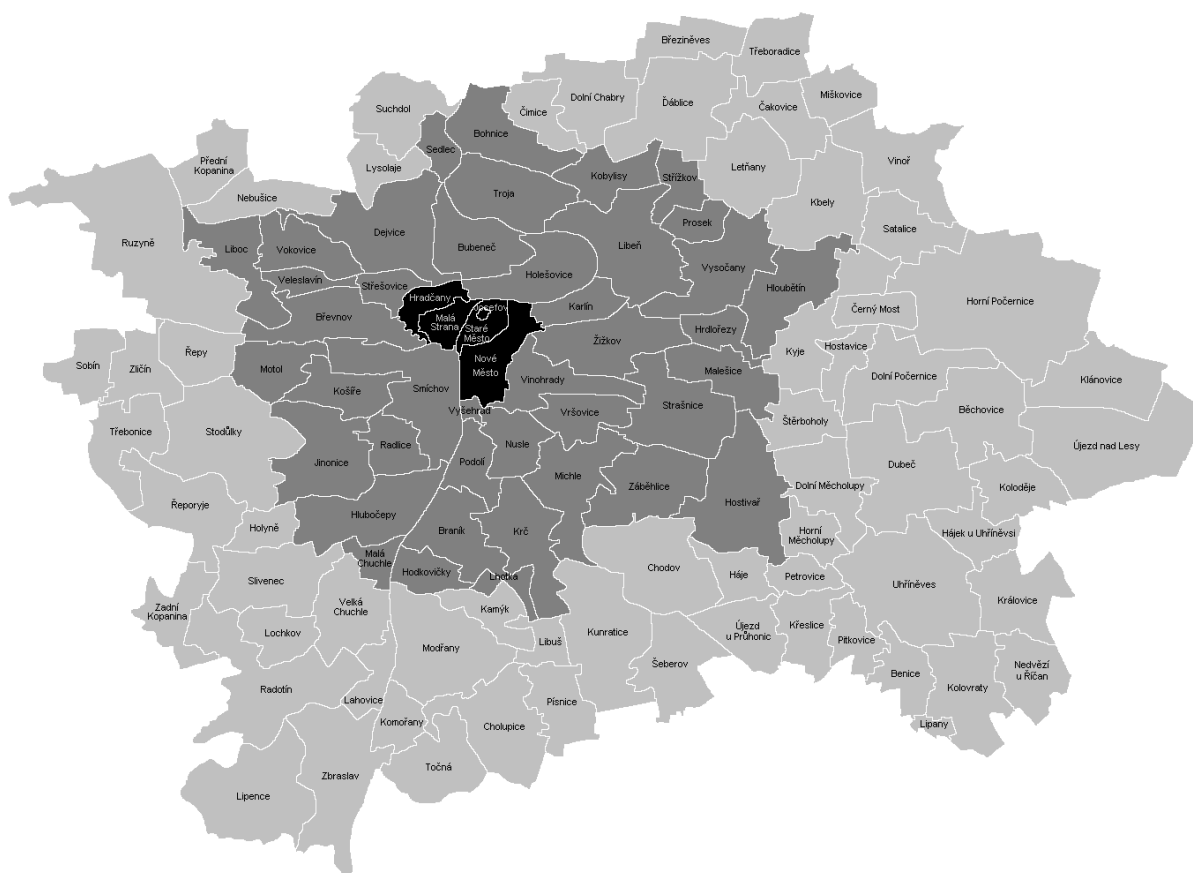 Březiněves
Třeboradice
Miškovice
Suchdol
Čimice
Dolní Chabry
Ďáblice
Čakovice
Bohnice
Sedlec
Přední
Kopanina
Lysolaje
Letňany
Vinoř
Kobylisy
Střížkov
Nebušice
Troja
Kbely
Prosek
Satalice
Ruzyně
Liboc
Vokovice
Dejvice
Bubeneč
Libeň
Vysočany
Holešovice
Veleslavín
Střešovice
Hloubětín
Horní Počernice
Hradčany
Josefov
Karlín
Černý Most
Břevnov
Malá
Strana
Staré
Město
Hrdlořezy
Žižkov
Hostavice
Kyje
Řepy
Sobín
Zličín
Nové
Město
Motol
Košíře
Smíchov
Vinohrady
Malešice
Dolní Počernice
Klánovice
Vyšehrad
Vršovice
Strašnice
Štěrboholy
Běchovice
Třebonice
Stodůlky
Radlice
Nusle
Újezd nad Lesy
Jinonice
Podolí
Michle
Dubeč
Řeporyje
Záběhlice
Hostivař
Dolní Měcholupy
Koloděje
Hlubočepy
Holyně
Braník
Krč
Horní
Měcholupy
Hájek u Uhříněvsi
Malá
Chuchle
Hodkovičky
Lhotka
Chodov
Háje
Petrovice
Uhříněves
Královice
Slivenec
Zadní
Kopanina
Velká
Chuchle
Kamýk
Lochkov
Libuš
Kunratice
Újezd
u Průhonic
Křeslice
Pitkovice
Modřany
Šeberov
Nedvězí
u Říčan
Benice
Kolovraty
Radotín
Lahovice
Písnice
Komořany
Cholupice
Lipany
Točná
Zbraslav
Lipence